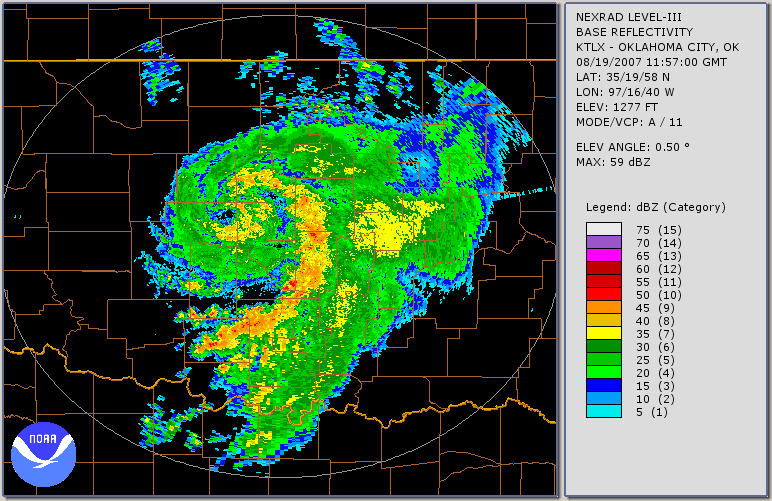 NEXRAD LEVEL-III
BASE REFLECTIVITY
KTLX - OKLAHOMA CITY, OK
08/19/2007 11:57:00 GMT
LAT: 35/19/58 N
LON: 97/16/40 W
ELEV: 1277 FT
MODE/VCP: A / 11
ELEV ANGLE: 0.50 °
MAX: 59 dBZ
Legend: dBZ (Category)
75 (15)
70 (14)
65 (13)
60 (12)
55 (11)
50 (10)
45 (9)
40 (8)
35 (7)
30 (6)
25 (5)
20 (4)
15 (3)
10 (2)
5 (1)
NOAA